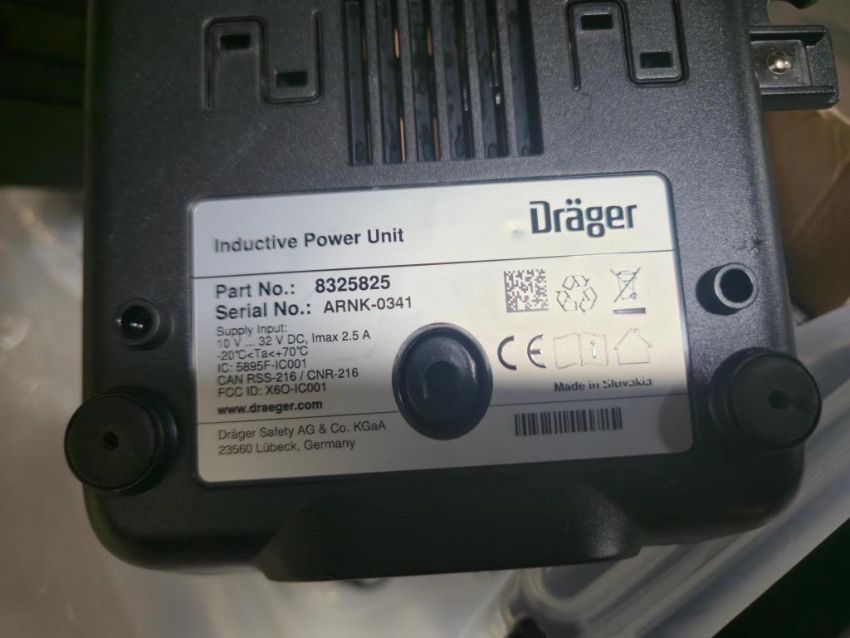 Dräger
Inductive Power Unit
Part No.: 8325825
Serial No.: ARNK-0341
Supply Input:
10 V ... 32 V DC, Imax 2.5 A
-20°C<Ta<+70°C
IC: 5895F-IC001
CAN RSS-216 / CNR-216
FCC ID: X6O-IC001
www.draeger.com
CE
Made in Slovakia
Dräger Safety AG & Co. KGaA
23560 Lübeck, Germany